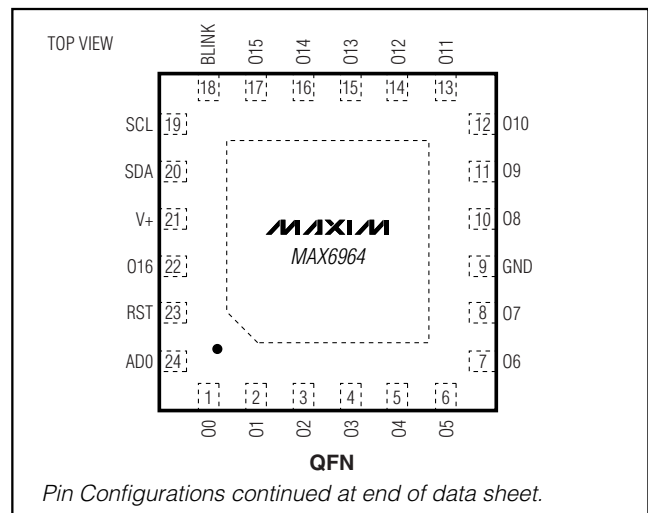 TOP VIEW
BLINK O15 O14 O13 O12 O11
18 17 16 15 14 13
SCL 19 12 O10
SDA 20 11 O9
V+ 21 10 O8
MAXIM
MAX6964
O16 22 9 GND
RST 23 8 O7
AD0 24 7 O6
1 2 3 4 5 6
O0 O1 O2 O3 O4 O5
QFN
Pin Configurations continued at end of data sheet.